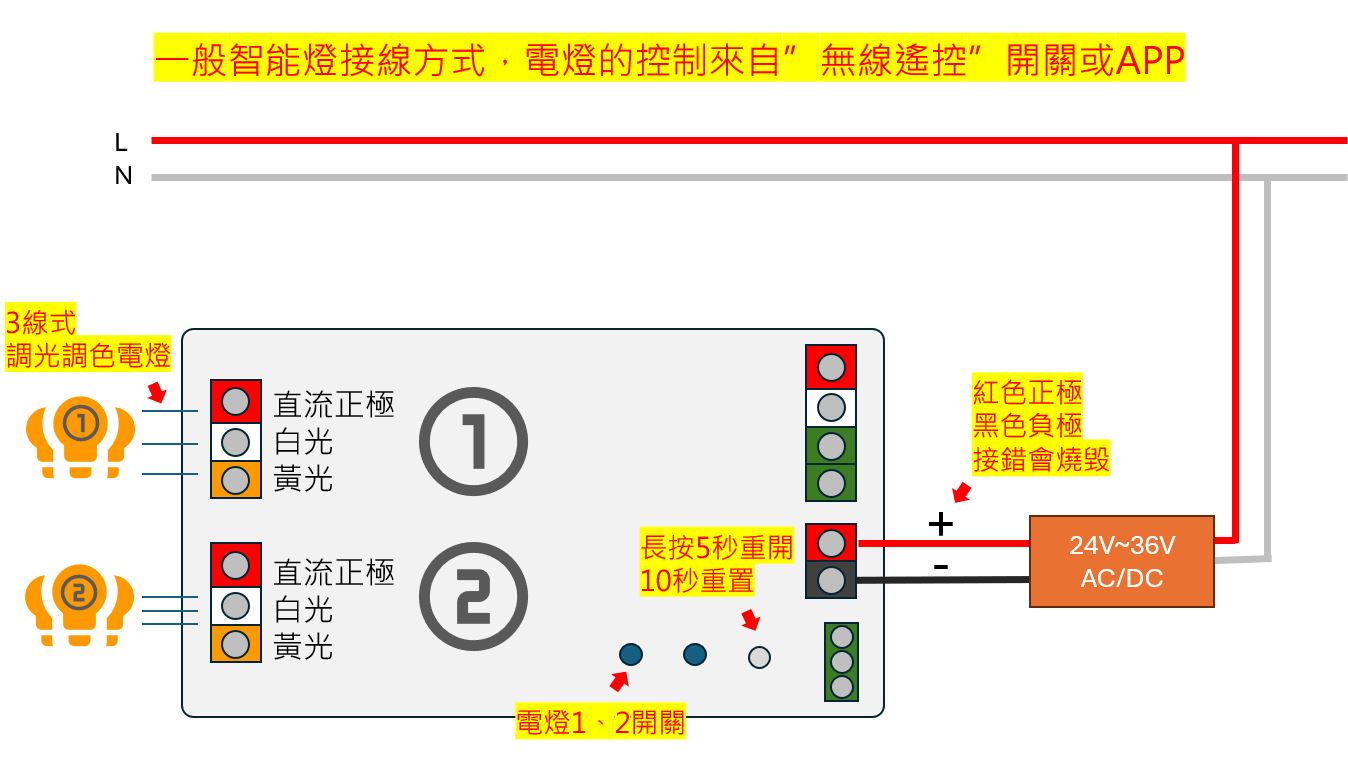 一般智能燈接線方式，電燈的控制來自”無線遙控”開關或APP
L
N
3線式
調光調色電燈
1
直流正極
白光
黃光
1
紅色正極
黑色負極
接錯會燒毀
+
-
24V~36V
AC/DC
長按5秒重開
10秒重置
2
直流正極
白光
黃光
2
電燈1、2開關